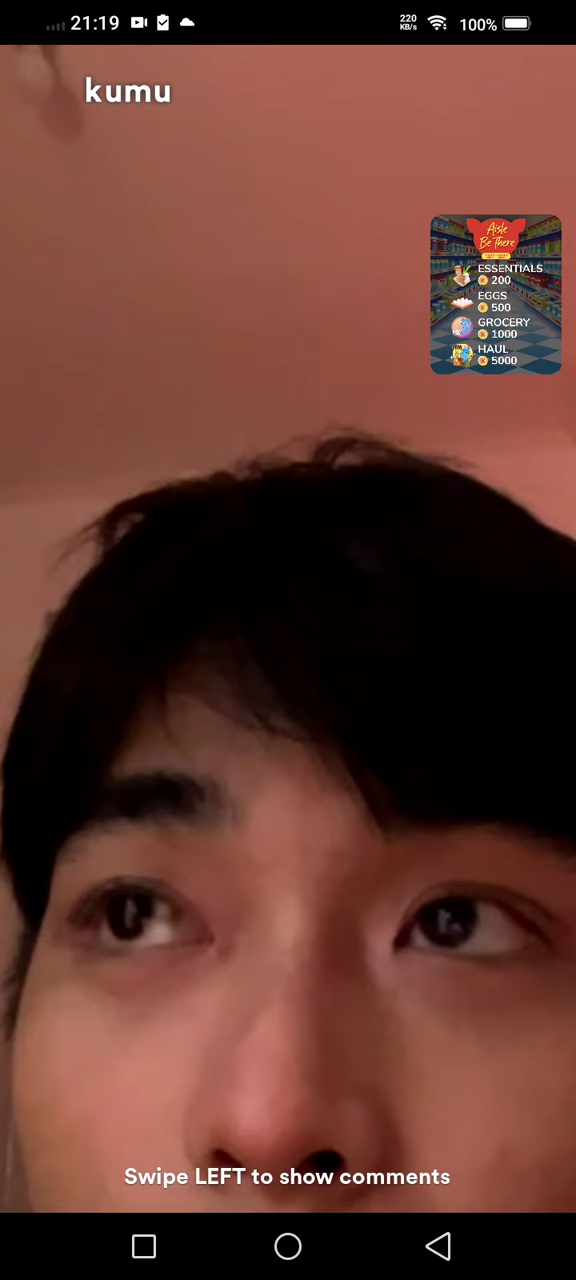 21:19
220
KB/s
100%
kumu
Aisle
Be There
ESSENTIALS
200
EGGS
500
GROCERY
1000
HAUL
5000
Swipe LEFT to show comments